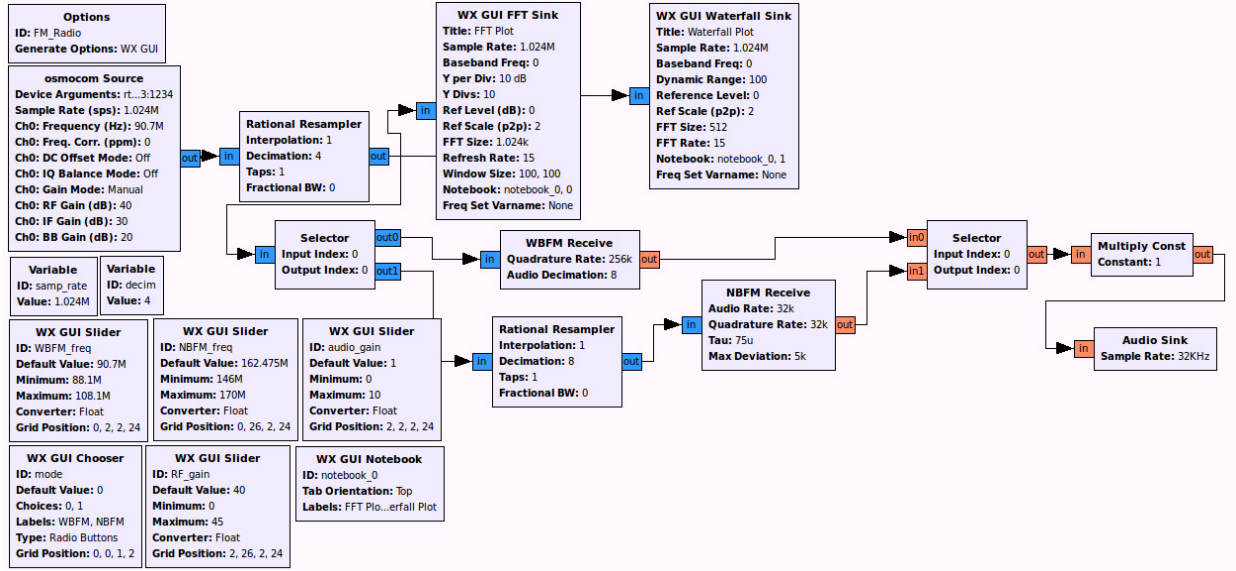 Options
ID: FM_Radio
Generate Options: WX GUI
osmocom Source
Device Arguments: rt...3:1234
Sample Rate (sps): 1.024M
Ch0: Frequency (Hz): 90.7M
Ch0: Freq. Corr. (ppm): 0
Ch0: DC Offset Mode: Off
Ch0: IQ Balance Mode: Off
Ch0: Gain Mode: Manual
Ch0: RF Gain (dB): 40
Ch0: IF Gain (dB): 30
Ch0: BB Gain (dB): 20
out
in
Rational Resampler
Interpolation: 1
Decimation: 4
Taps: 1
Fractional BW: 0
out
in
WX GUI FFT Sink
Title: FFT Plot
Sample Rate: 1.024M
Baseband Freq: 0
Y per Div: 10 dB
Y Divs: 10
Ref Level (dB): 0
Ref Scale (p2p): 2
FFT Size: 1.024k
Refresh Rate: 15
Window Size: 100, 100
Notebook: notebook_0, 0
Freq Set Varname: None
in
WX GUI Waterfall Sink
Title: Waterfall Plot
Sample Rate: 1.024M
Baseband Freq: 0
Dynamic Range: 100
Reference Level: 0
Ref Scale (p2p): 2
FFT Size: 512
FFT Rate: 15
Notebook: notebook_0, 1
Freq Set Varname: None
in
Selector
Input Index: 0
Output Index: 0
out0
out1
in
WBFM Receive
Quadrature Rate: 256k
Audio Decimation: 8
out
in0
in1
Selector
Input Index: 0
Output Index: 0
out
in
Multiply Const
Constant: 1
out
Variable
ID: samp_rate
Value: 1.024M
Variable
ID: decim
Value: 4
in
NBFM Receive
Audio Rate: 32k
Quadrature Rate: 32k
Tau: 75u
Max Deviation: 5k
out
WX GUI Slider
ID: WBFM_freq
Default Value: 90.7M
Minimum: 88.1M
Maximum: 108.1M
Converter: Float
Grid Position: 0, 2, 2, 24
WX GUI Slider
ID: NBFM_freq
Default Value: 162.475M
Minimum: 146M
Maximum: 170M
Converter: Float
Grid Position: 0, 26, 2, 24
WX GUI Slider
ID: audio_gain
Default Value: 1
Minimum: 0
Maximum: 10
Converter: Float
Grid Position: 2, 2, 2, 24
in
Rational Resampler
Interpolation: 1
Decimation: 8
Taps: 1
Fractional BW: 0
out
in
Audio Sink
Sample Rate: 32KHz
WX GUI Chooser
ID: mode
Default Value: 0
Choices: 0, 1
Labels: WBFM, NBFM
Type: Radio Buttons
Grid Position: 0, 0, 1, 2
WX GUI Slider
ID: RF_gain
Default Value: 40
Minimum: 0
Maximum: 45
Converter: Float
Grid Position: 2, 26, 2, 24
WX GUI Notebook
ID: notebook_0
Tab Orientation: Top
Labels: FFT Plo...erfall Plot